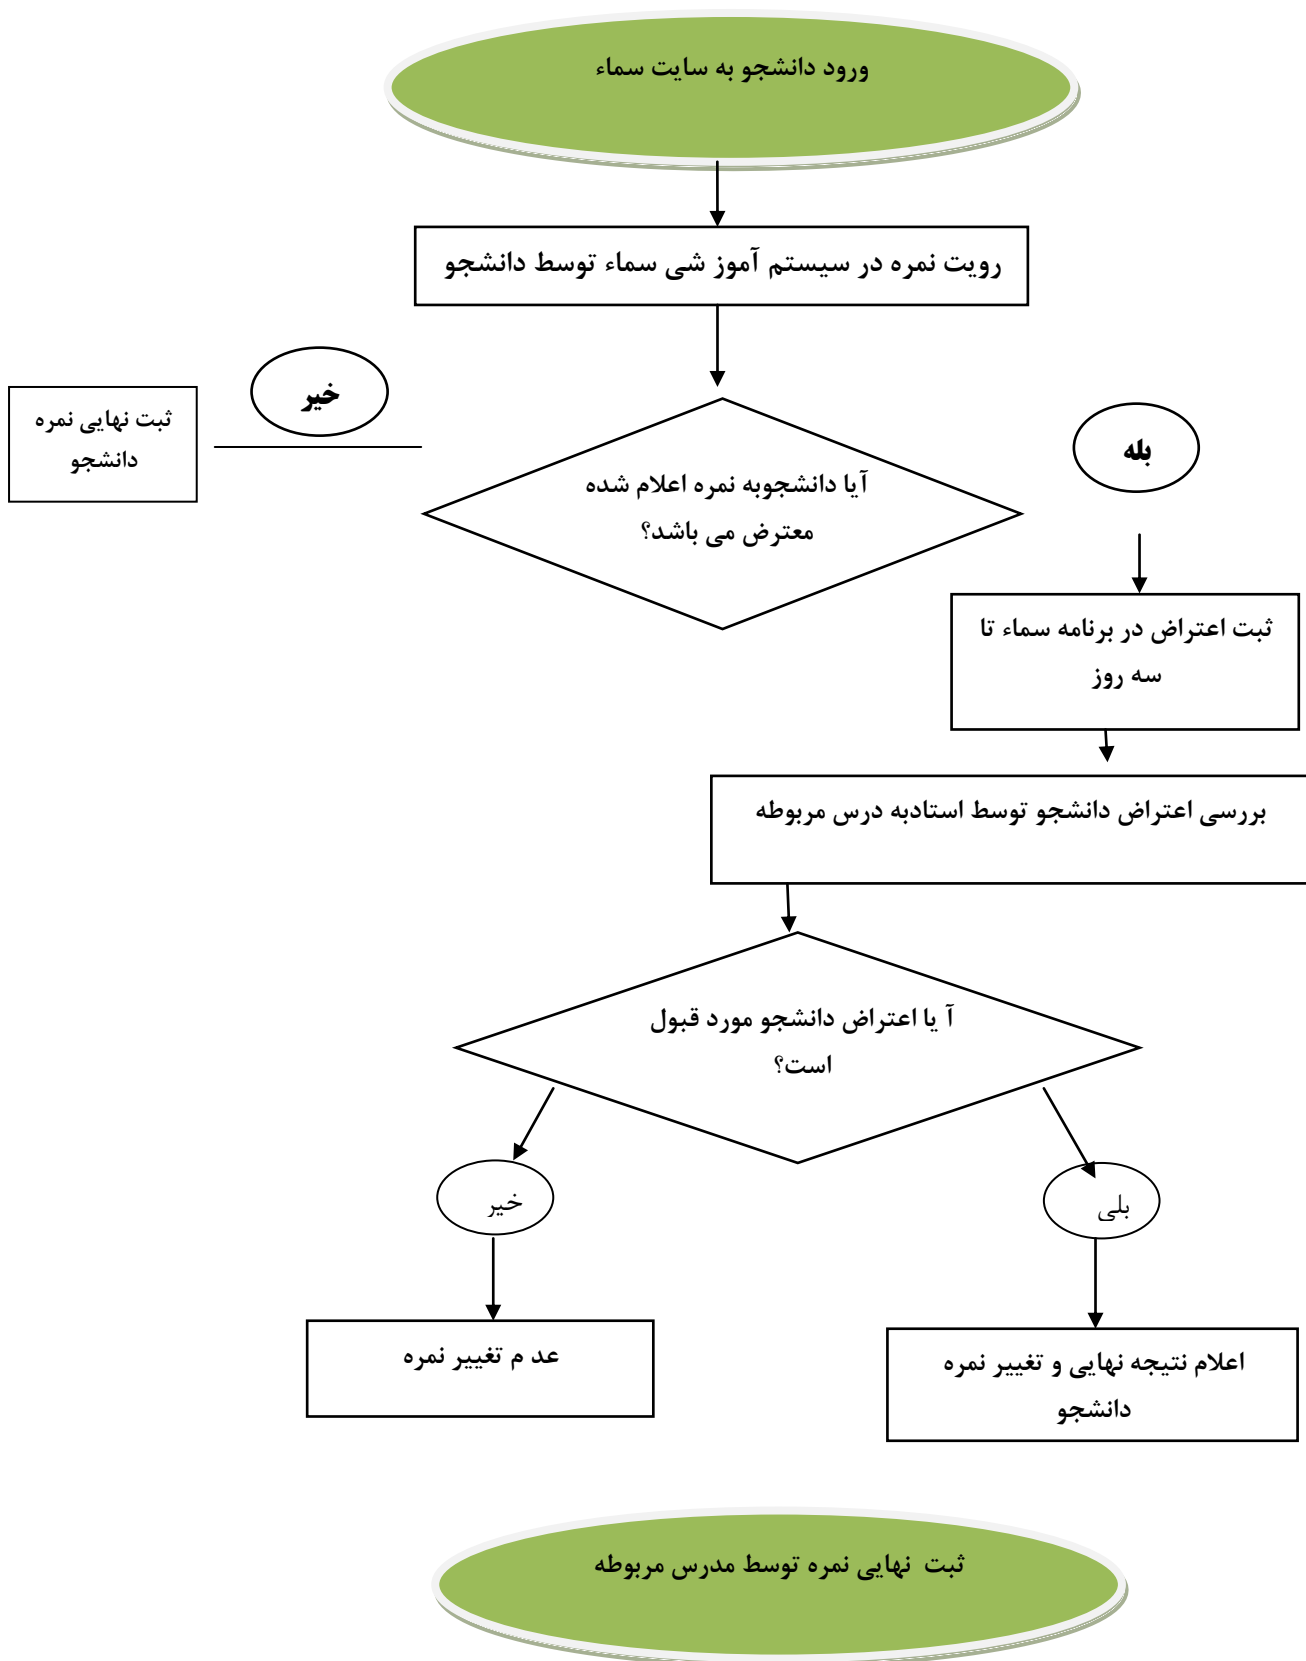 ورود دانشجو به سایت سماء
رویت نمره در سیستم آموز شی سماء توسط دانشجو
خیر
ثبت نهایی نمره
دانشجو
بله
آیا دانشجوبه نمره اعلام شده
معترض می باشد؟
ثبت اعتراض در برنامه سماء تا
سه روز
بررسی اعتراض دانشجو توسط استادبه درس مربوطه
آ یا اعتراض دانشجو مورد قبول
است؟
خیر
بلی
عد م تغییر نمره
اعلام نتیجه نهایی و تغییر نمره
دانشجو
ثبت  نهایی نمره توسط مدرس مربوطه